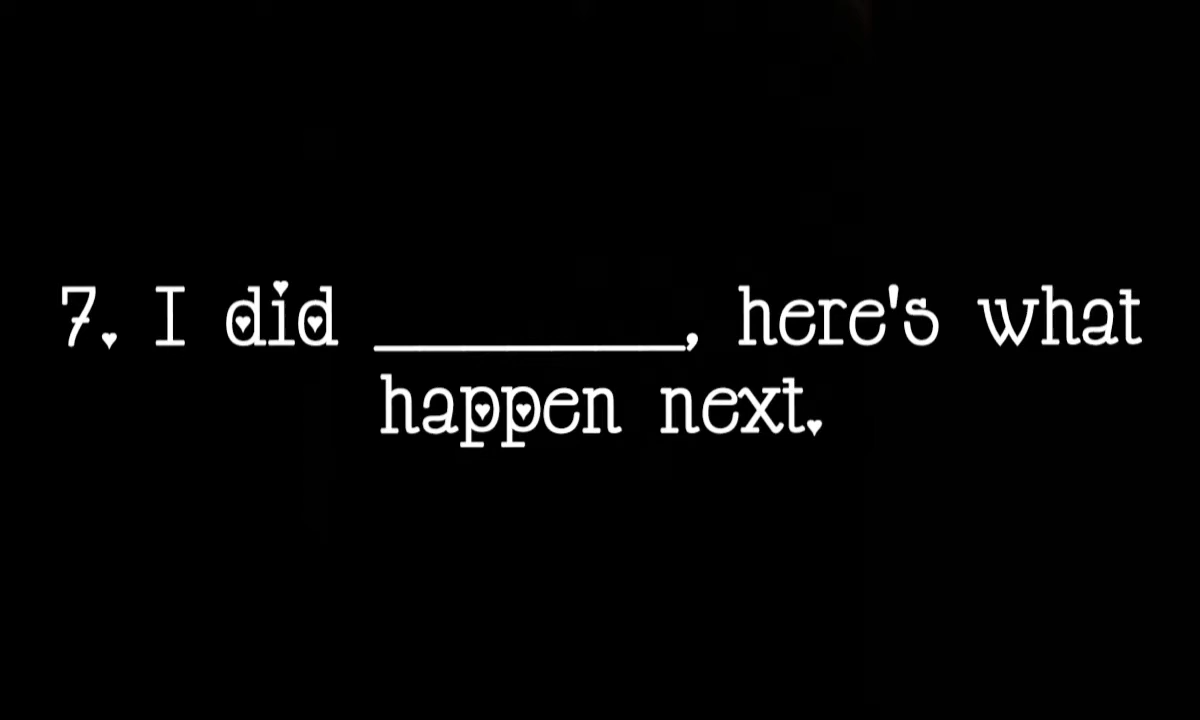 7. I did ________, here's what
happen next.